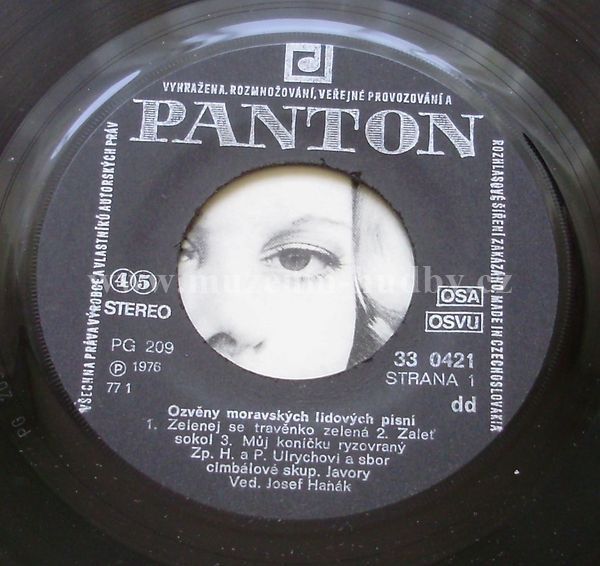 VYHRAŽENA. ROZMNOŽOVÁNÍ, VEŘEJNÉ PROVOZOVÁNÍ A
PANTON
VŠECHNA PRÁVA VÝROBCE A VLASTNÍKŮ AUTORSKÝCH PRÁV
ROZHLASOVÉ ŠÍŘENÍ ZAKÁZÁNO MADE IN CZECHOSLOVAKIA
www.muzeum-hudby.cz
45
STEREO
OSA
OSVU
PG 209
33 0421
Ⓟ 1976
STRANA 1
77 1
dd
Ozvěny moravských lidových písní
1. Zelenej se travěnko zelená 2. Zaleť
sokol 3. Můj koníčku ryzovraný
Zp. H. a P. Ulrychovi a sbor
cimbálové skup. Javory
Ved. Josef Haňák